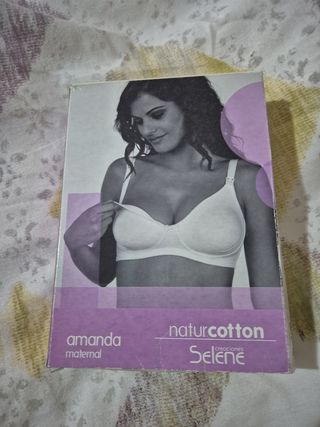 amanda
maternal
naturcotton
creaciones
Selene